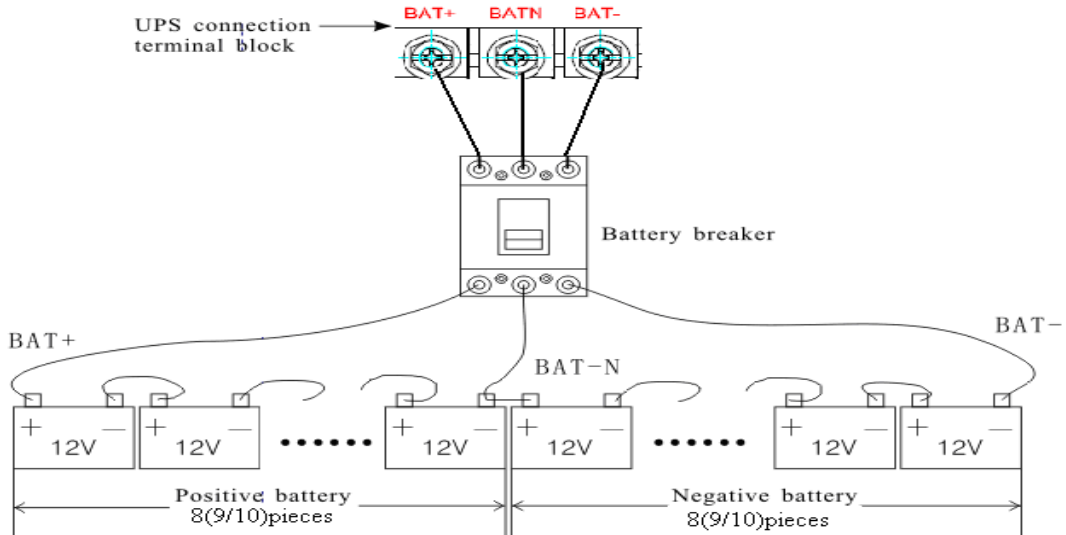 UPS connection
terminal block
BAT+ BATN BAT-
Battery breaker
BAT+
BAT-N
BAT-
+ — + — + — + — + — + —
12V 12V ...... 12V 12V ...... 12V 12V
Positive battery
8(9/10)pieces
Negative battery
8(9/10)pieces